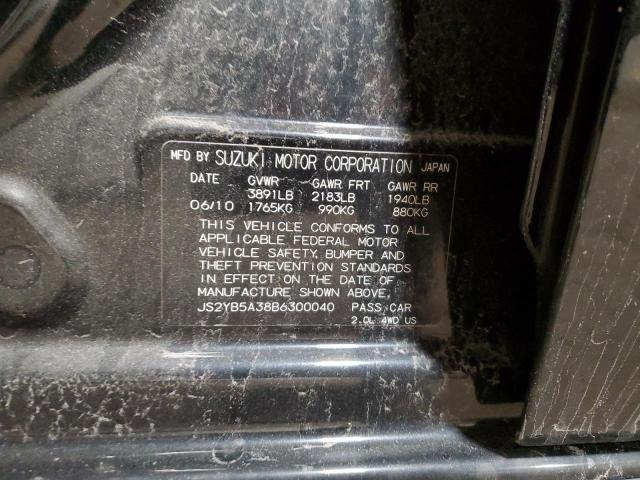 MFD BY SUZUKI MOTOR CORPORATION JAPAN
DATE GVWR GAWR FRT GAWR RR
3891LB 2183LB 1940LB
06/10 1765KG 990KG 880KG
THIS VEHICLE CONFORMS TO ALL
APPLICABLE FEDERAL MOTOR
VEHICLE SAFETY, BUMPER AND
THEFT PREVENTION STANDARDS
IN EFFECT ON THE DATE OF
MANUFACTURE SHOWN ABOVE,
JS2YB5A38B6300040 PASS CAR
2.0L 4WD US